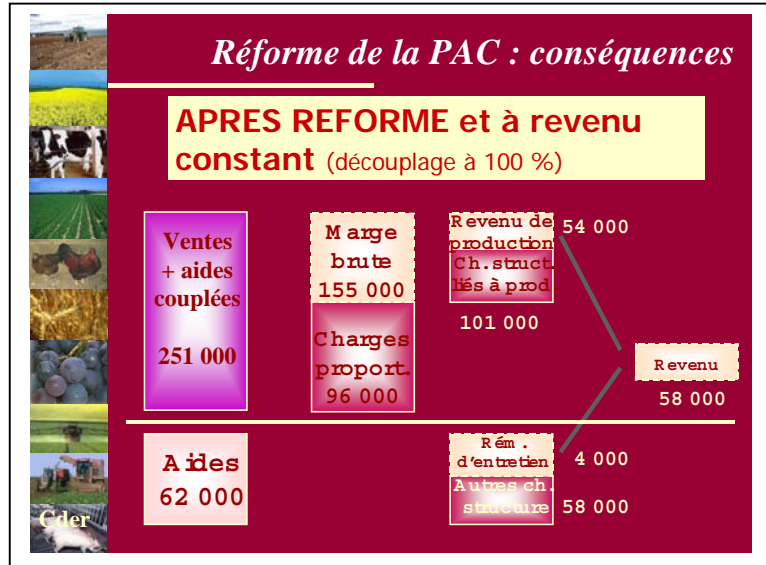 Réforme de la PAC : conséquences
APRES REFORME et à revenu
constant (découplage à 100 %)
Ventes
+ aides
couplées
251 000
Marge
brute
155 000
Charges
proport.
96 000
Revenu de
production
54 000
Ch. struct.
liés à prod.
101 000
Revenu
58 000
Aides
62 000
Rém.
d'entretien
4 000
Autres ch.
structure
58 000
Cder